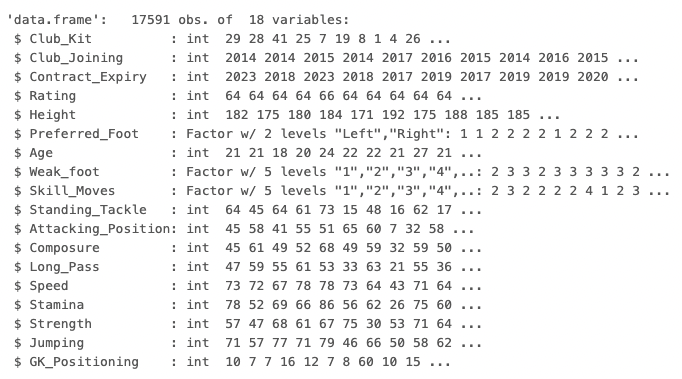 'data.frame':	17591 obs. of  18 variables:
 $ Club_Kit          : int  29 28 41 25 7 19 8 1 4 26 ...
 $ Club_Joining      : int  2014 2014 2015 2014 2017 2016 2015 2014 2016 2015 ...
 $ Contract_Expiry   : int  2023 2018 2023 2018 2017 2019 2017 2019 2019 2020 ...
 $ Rating            : int  64 64 64 64 66 64 64 64 64 64 ...
 $ Height            : int  182 175 180 184 171 192 175 188 185 185 ...
 $ Preferred_Foot    : Factor w/ 2 levels "Left","Right": 1 1 2 2 2 2 1 2 2 2 ...
 $ Age               : int  21 21 18 20 24 22 22 21 27 21 ...
 $ Weak_foot         : Factor w/ 5 levels "1","2","3","4",..: 2 3 3 2 3 3 3 3 3 2 ...
 $ Skill_Moves       : Factor w/ 5 levels "1","2","3","4",..: 2 3 2 2 2 2 4 1 2 3 ...
 $ Standing_Tackle   : int  64 45 64 61 73 15 48 16 62 17 ...
 $ Attacking_Position: int  45 58 41 55 51 65 60 7 32 58 ...
 $ Composure         : int  45 61 49 52 68 49 59 32 59 50 ...
 $ Long_Pass         : int  47 59 55 61 53 33 63 21 55 36 ...
 $ Speed             : int  73 72 67 78 78 73 64 43 71 64 ...
 $ Stamina           : int  78 52 69 66 86 56 62 26 75 60 ...
 $ Strength          : int  57 47 68 61 67 75 30 53 71 64 ...
 $ Jumping           : int  71 57 77 71 79 46 66 50 58 62 ...
 $ GK_Positioning    : int  10 7 7 16 12 7 8 60 10 15 ...